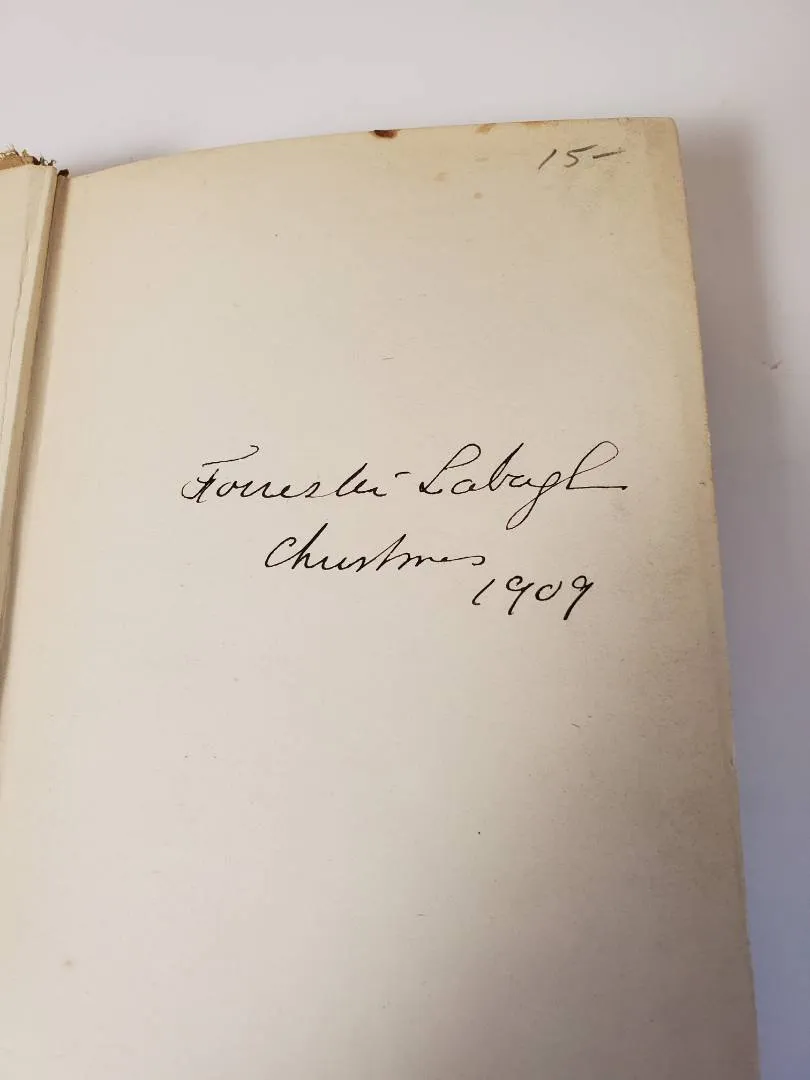 15-
Forrester Labagh
Christmas
1909